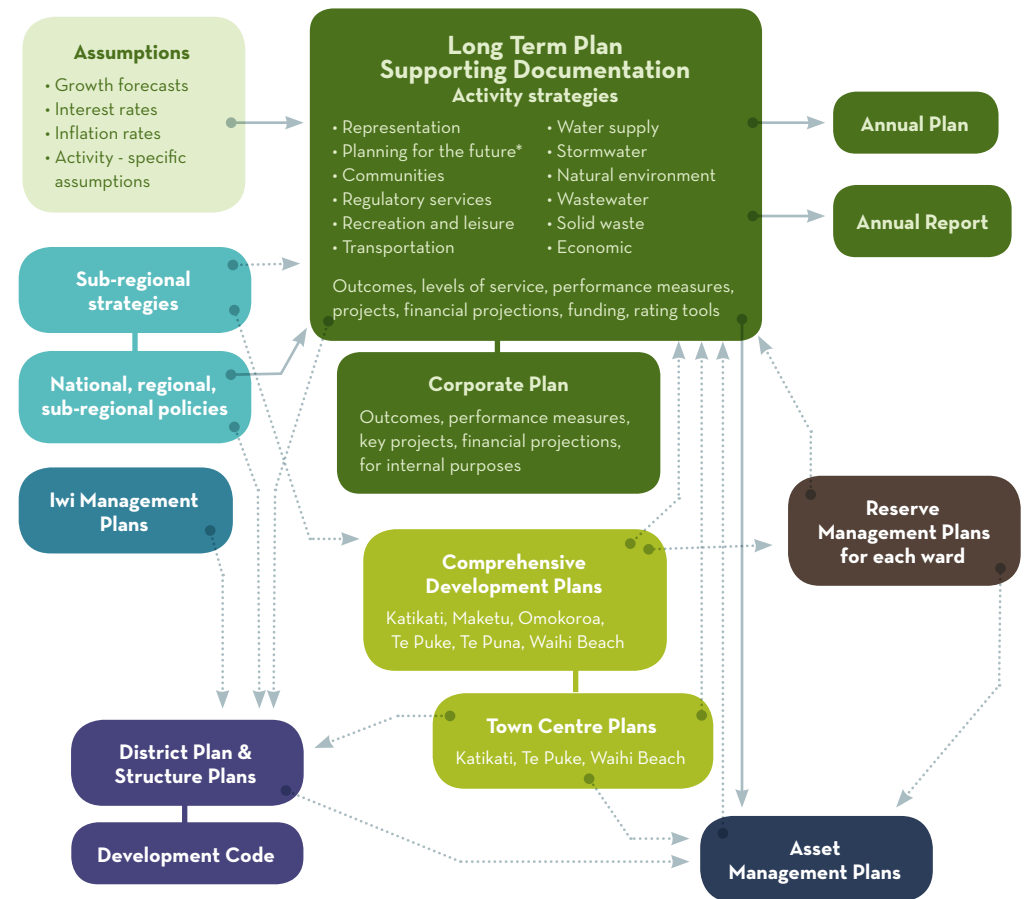 Assumptions
• Growth forecasts
• Interest rates
• Inflation rates
• Activity - specific
assumptions
Long Term Plan
Supporting Documentation
Activity strategies
• Representation
• Planning for the future*
• Communities
• Regulatory services
• Recreation and leisure
• Transportation
• Water supply
• Stormwater
• Natural environment
• Wastewater
• Solid waste
• Economic
Outcomes, levels of service, performance measures,
projects, financial projections, funding, rating tools
Annual Plan
Annual Report
Sub-regional
strategies
National, regional,
sub-regional policies
Corporate Plan
Outcomes, performance measures,
key projects, financial projections,
for internal purposes
Iwi Management
Plans
Reserve
Management Plans
for each ward
Comprehensive
Development Plans
Katikati, Maketu, Omokoroa,
Te Puke, Te Puna, Waihi Beach
Town Centre Plans
Katikati, Te Puke, Waihi Beach
District Plan &
Structure Plans
Development Code
Asset
Management Plans